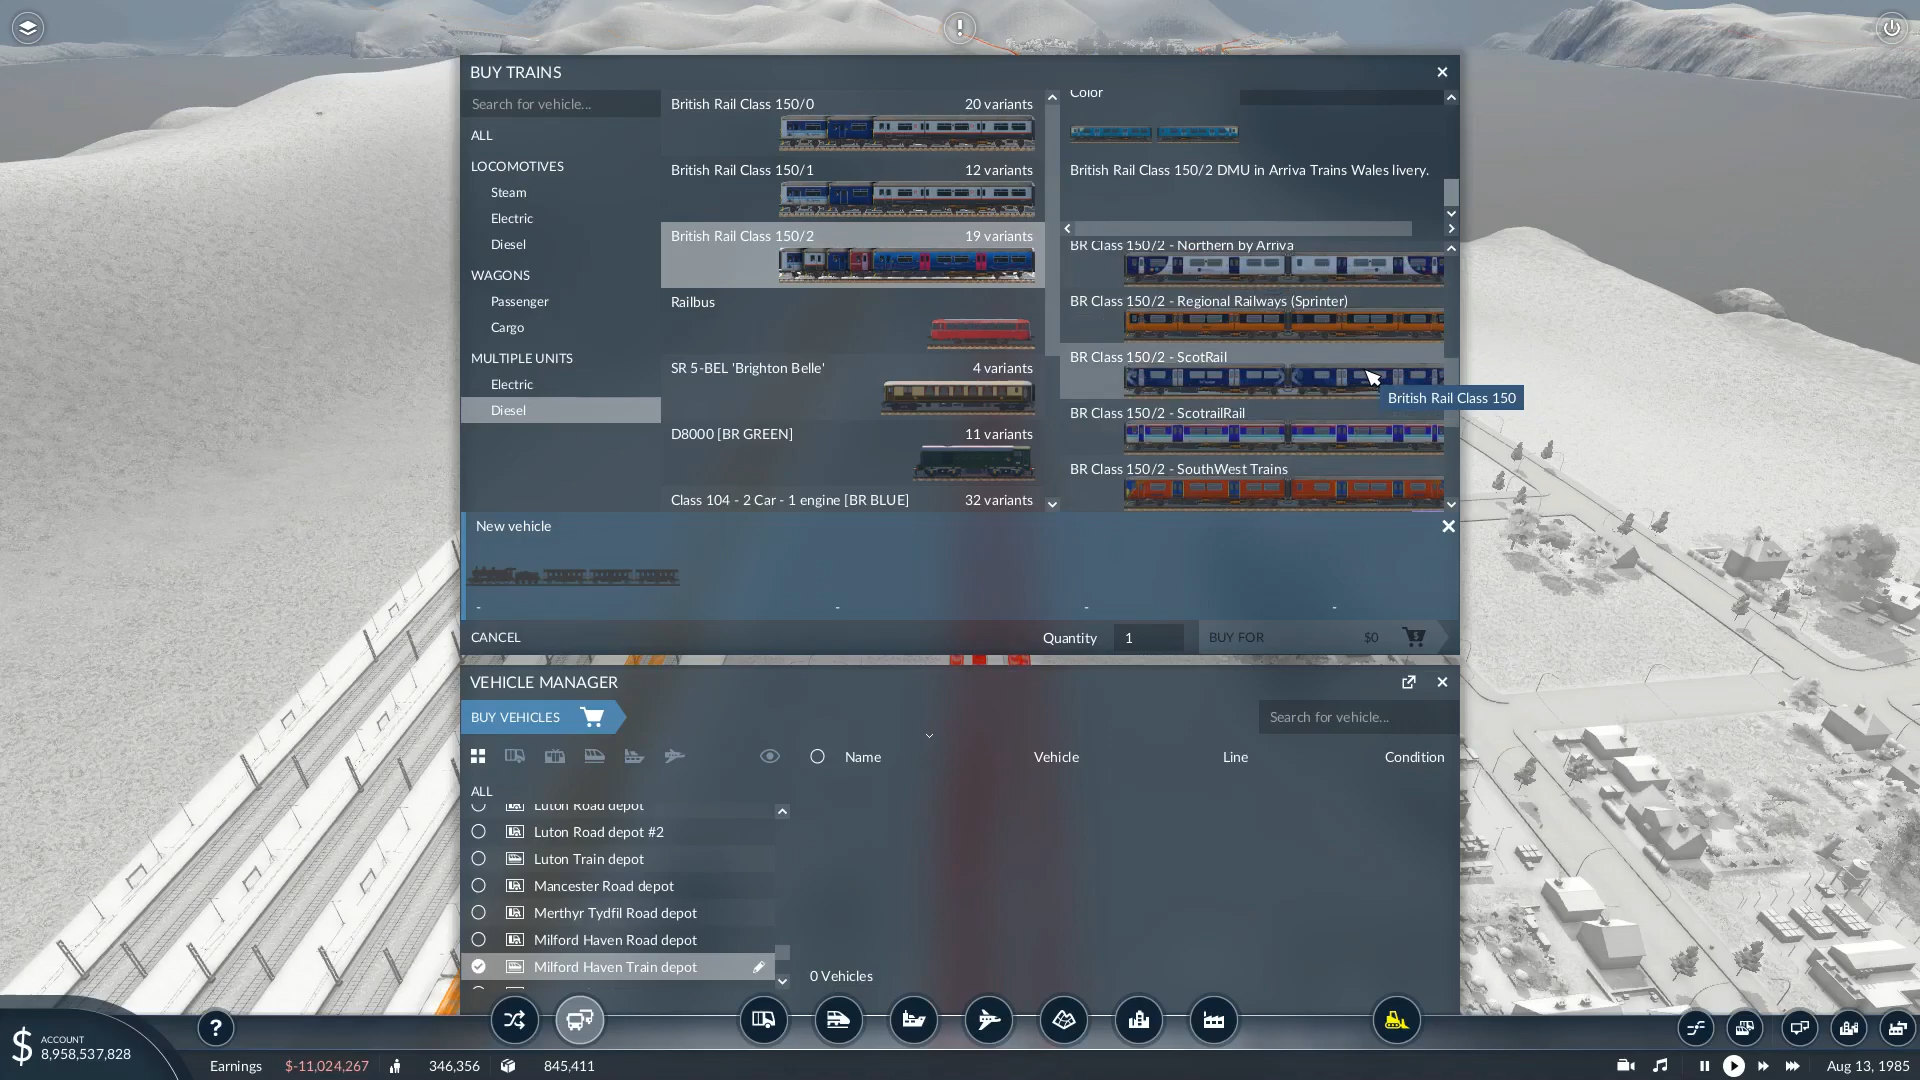 BUY TRAINS
Search for vehicle...
ALL
LOCOMOTIVES
Steam
Electric
Diesel
WAGONS
Passenger
Cargo
MULTIPLE UNITS
Electric
Diesel
British Rail Class 150/0 20 variants
British Rail Class 150/1 12 variants
British Rail Class 150/2 19 variants
Railbus
SR 5-BEL 'Brighton Belle' 4 variants
D8000 [BR GREEN] 11 variants
Class 104 - 2 Car - 1 engine [BR BLUE] 32 variants
Color
British Rail Class 150/2 DMU in Arriva Trains Wales livery.
BR Class 150/2 - Northern by Arriva
BR Class 150/2 - Regional Railways (Sprinter)
BR Class 150/2 - ScotRail
British Rail Class 150
BR Class 150/2 - ScotrailRail
BR Class 150/2 - SouthWest Trains
New vehicle
- - - -
CANCEL
Quantity 1
BUY FOR $0
VEHICLE MANAGER
BUY VEHICLES
Search for vehicle...
Name Vehicle Line Condition
ALL
Luton Road depot
Luton Road depot #2
Luton Train depot
Mancester Road depot
Merthyr Tydfil Road depot
Milford Haven Road depot
Milford Haven Train depot
0 Vehicles
$ ACCOUNT
8,958,537,828
?
Earnings $-11,024,267 346,356 845,411
Aug 13, 1985